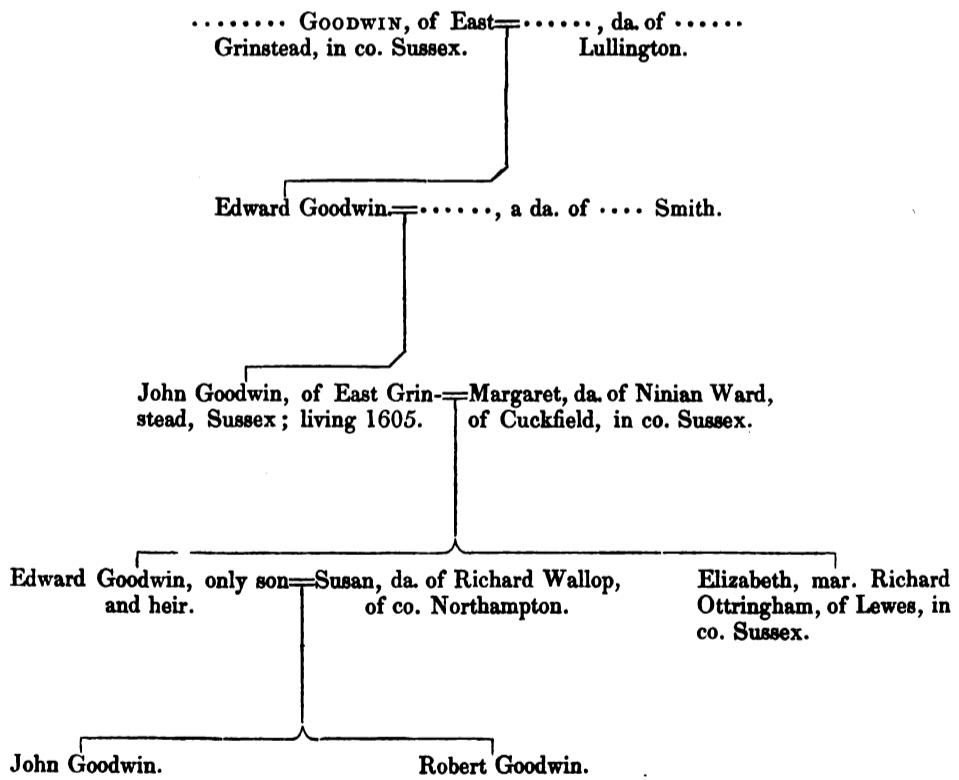 ........ GOODWIN, of East=......, da. of ......
Grinstead, in co. Sussex. Lullington.
Edward Goodwin.=......, a da. of .... Smith.
John Goodwin, of East Grin-=Margaret, da. of Ninian Ward,
stead, Sussex; living 1605. of Cuckfield, in co. Sussex.
Edward Goodwin, only son=Susan, da. of Richard Wallop, Elizabeth, mar. Richard
and heir. of co. Northampton. Ottringham, of Lewes, in
co. Sussex.
John Goodwin. Robert Goodwin.